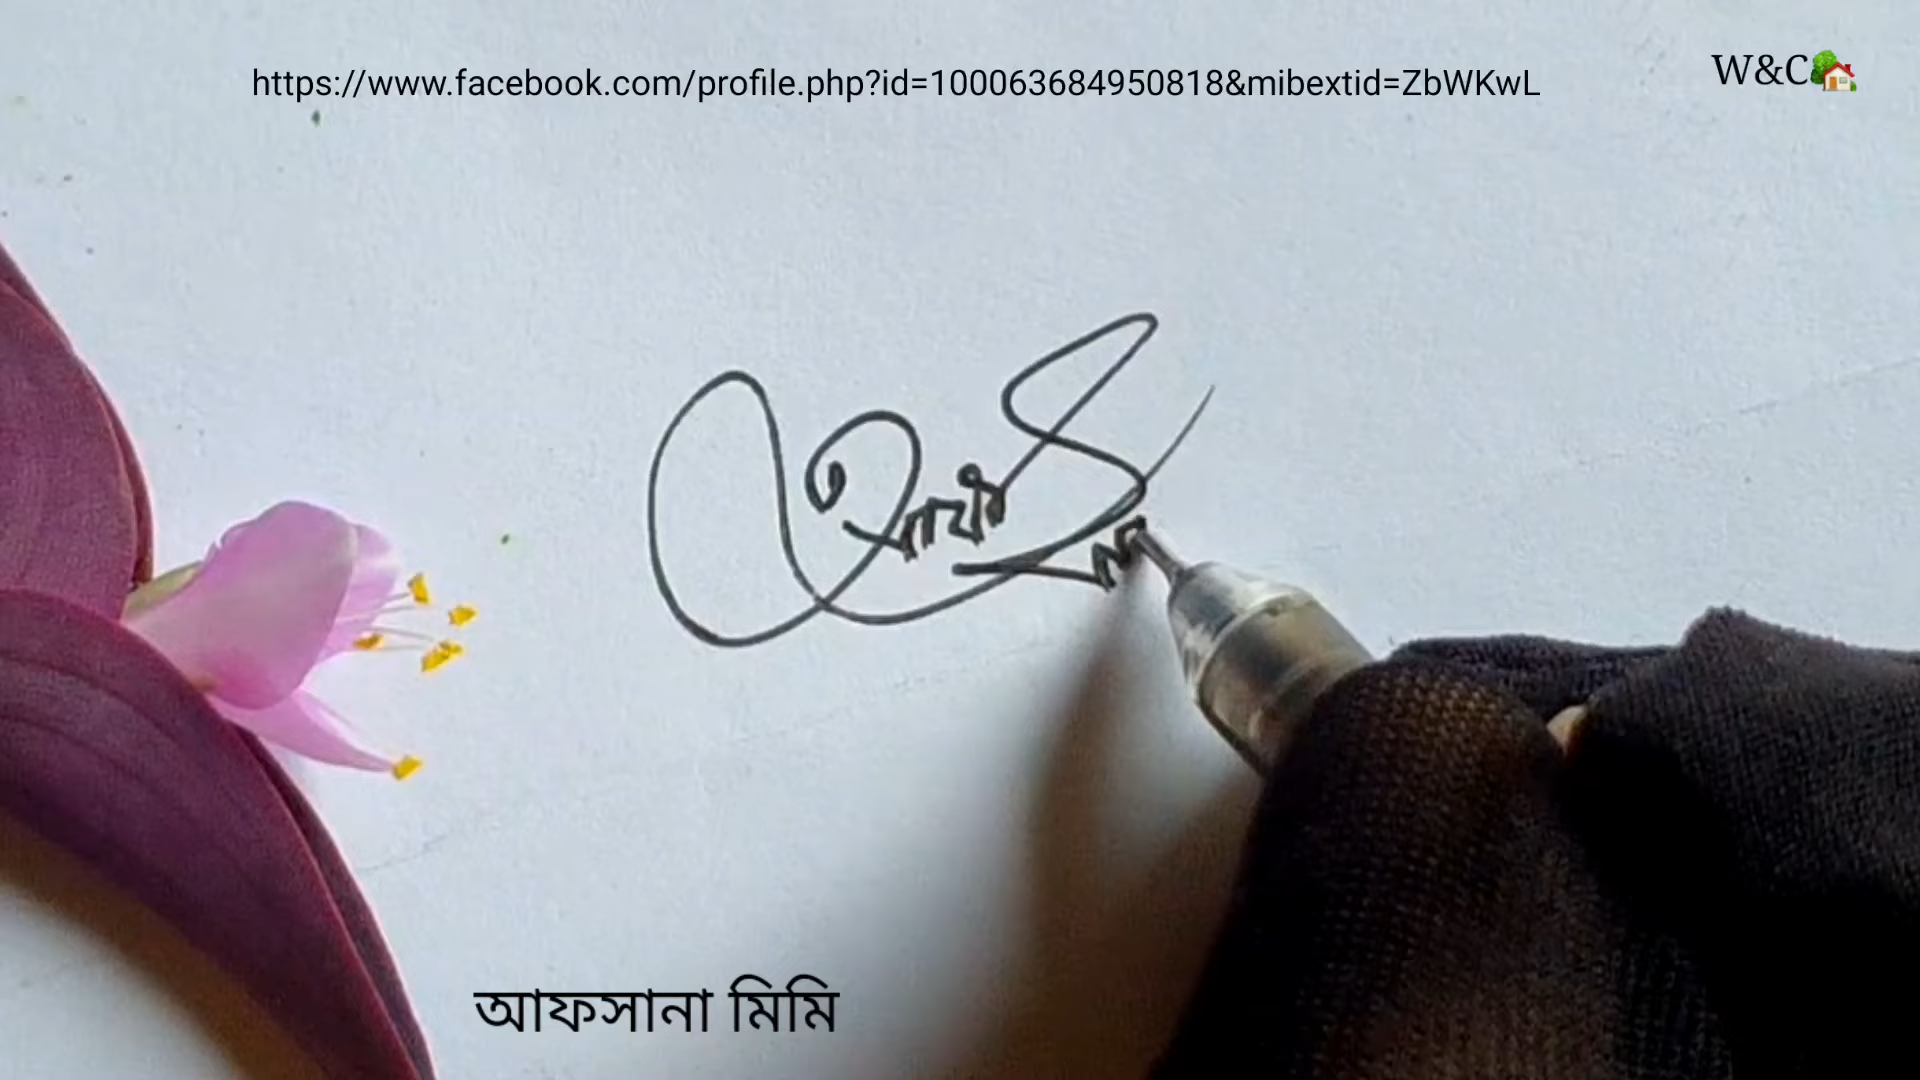 https://www.facebook.com/profile.php?id=100063684950818&mibextid=ZbWKwL
W&C🏡
আফসানা মিমি